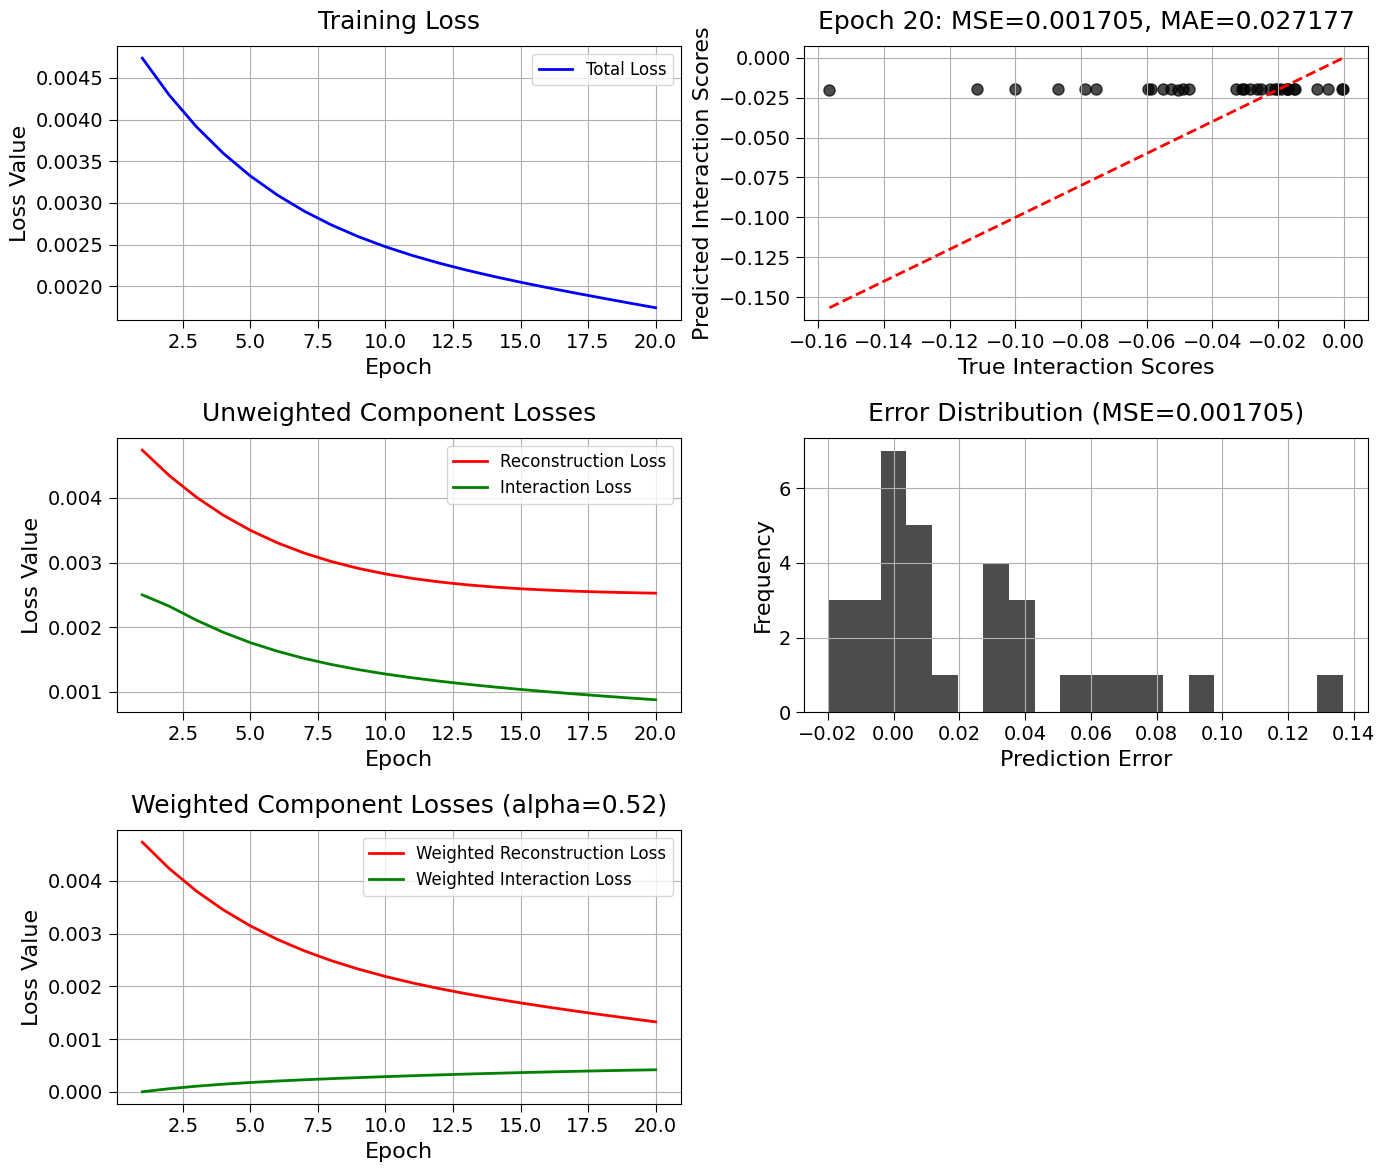 Training Loss
Total Loss
0.0045
0.0040
0.0035
0.0030
0.0025
0.0020
Loss Value
2.5 5.0 7.5 10.0 12.5 15.0 17.5 20.0
Epoch
Epoch 20: MSE=0.001705, MAE=0.027177
0.000
−0.025
−0.050
−0.075
−0.100
−0.125
−0.150
Predicted Interaction Scores
−0.16 −0.14 −0.12 −0.10 −0.08 −0.06 −0.04 −0.02 0.00
True Interaction Scores
Unweighted Component Losses
Reconstruction Loss
Interaction Loss
0.004
0.003
0.002
0.001
Loss Value
2.5 5.0 7.5 10.0 12.5 15.0 17.5 20.0
Epoch
Error Distribution (MSE=0.001705)
6
4
2
0
Frequency
−0.02 0.00 0.02 0.04 0.06 0.08 0.10 0.12 0.14
Prediction Error
Weighted Component Losses (alpha=0.52)
Weighted Reconstruction Loss
Weighted Interaction Loss
0.004
0.003
0.002
0.001
0.000
Loss Value
2.5 5.0 7.5 10.0 12.5 15.0 17.5 20.0
Epoch